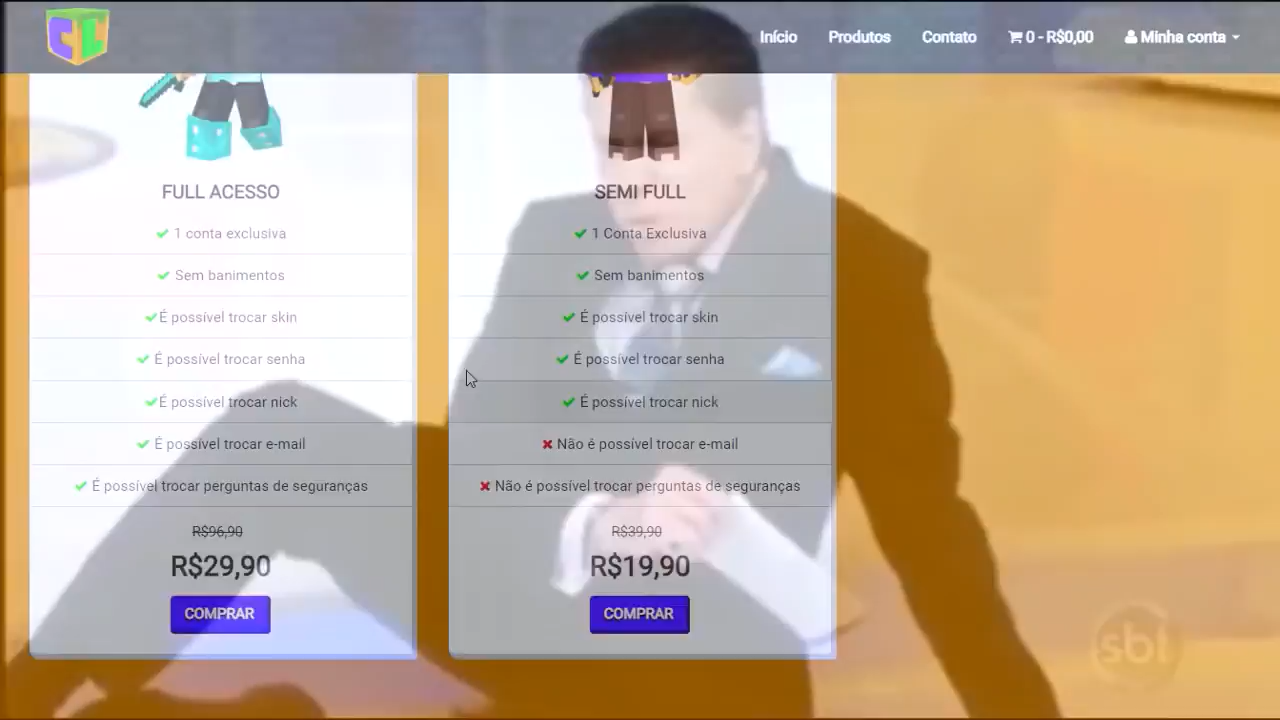 CL
Início
Produtos
Contato
0 - R$0,00
Minha conta
FULL ACESSO
1 conta exclusiva
Sem banimentos
É possível trocar skin
É possível trocar senha
É possível trocar nick
É possível trocar e-mail
É possível trocar perguntas de seguranças
R$96,90
R$29,90
COMPRAR
SEMI FULL
1 Conta Exclusiva
Sem banimentos
É possível trocar skin
É possível trocar senha
É possível trocar nick
Não é possível trocar e-mail
Não é possível trocar perguntas de seguranças
R$39,90
R$19,90
COMPRAR
sbt